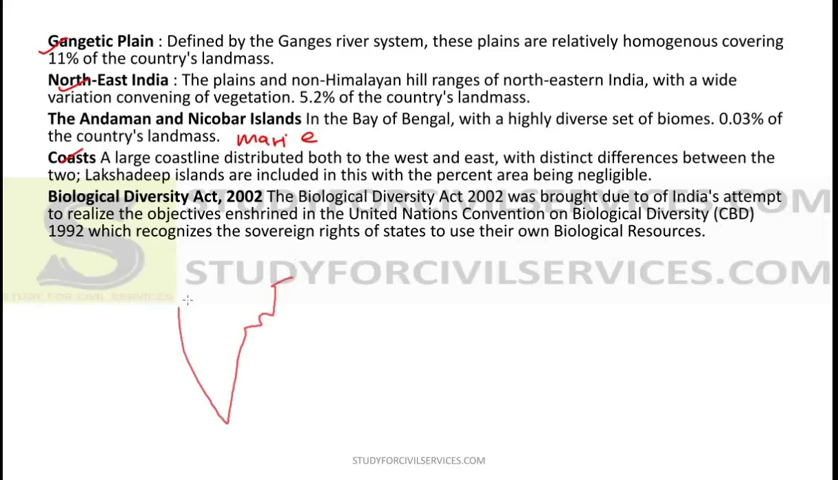 Gangetic Plain : Defined by the Ganges river system, these plains are relatively homogenous covering
11% of the country's landmass.
North-East India : The plains and non-Himalayan hill ranges of north-eastern India, with a wide
variation convening of vegetation. 5.2% of the country's landmass.
The Andaman and Nicobar Islands In the Bay of Bengal, with a highly diverse set of biomes. 0.03% of
the country's landmass. mari e
Coasts A large coastline distributed both to the west and east, with distinct differences between the
two; Lakshadeep islands are included in this with the percent area being negligible.
Biological Diversity Act, 2002 The Biological Diversity Act 2002 was brought due to of India's attempt
to realize the objectives enshrined in the United Nations Convention on Biological Diversity (CBD)
1992 which recognizes the sovereign rights of states to use their own Biological Resources.
STUDYFORCIVILSERVICES.COM
STUDY FOR CIVIL SERVICES
STUDYFORCIVILSERVICES.COM